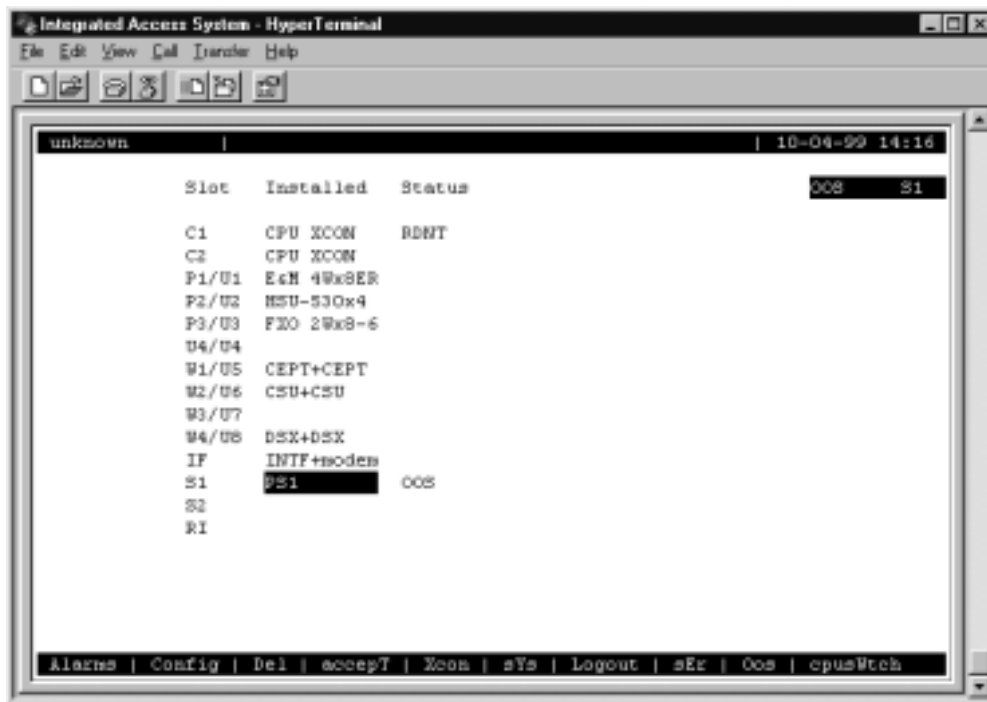 Integrated Access System - HyperTerminal
File Edit View Call Transfer Help
unknown | | 10-04-99 14:16
Slot Installed Status OOS S1
C1 CPU XCON RDNT
C2 CPU XCON
P1/U1 E&M 4Wx8ER
P2/U2 HSU-530x4
P3/U3 FXO 2Wx8-6
U4/U4
W1/U5 CEPT+CEPT
W2/U6 CSU+CSU
W3/U7
W4/U8 DSX+DSX
IF INTF+modem
S1 PS1 OOS
S2
RI
Alarms | Config | Del | accepT | Xcon | sYs | Logout | sEr | Oos | cpusWtch